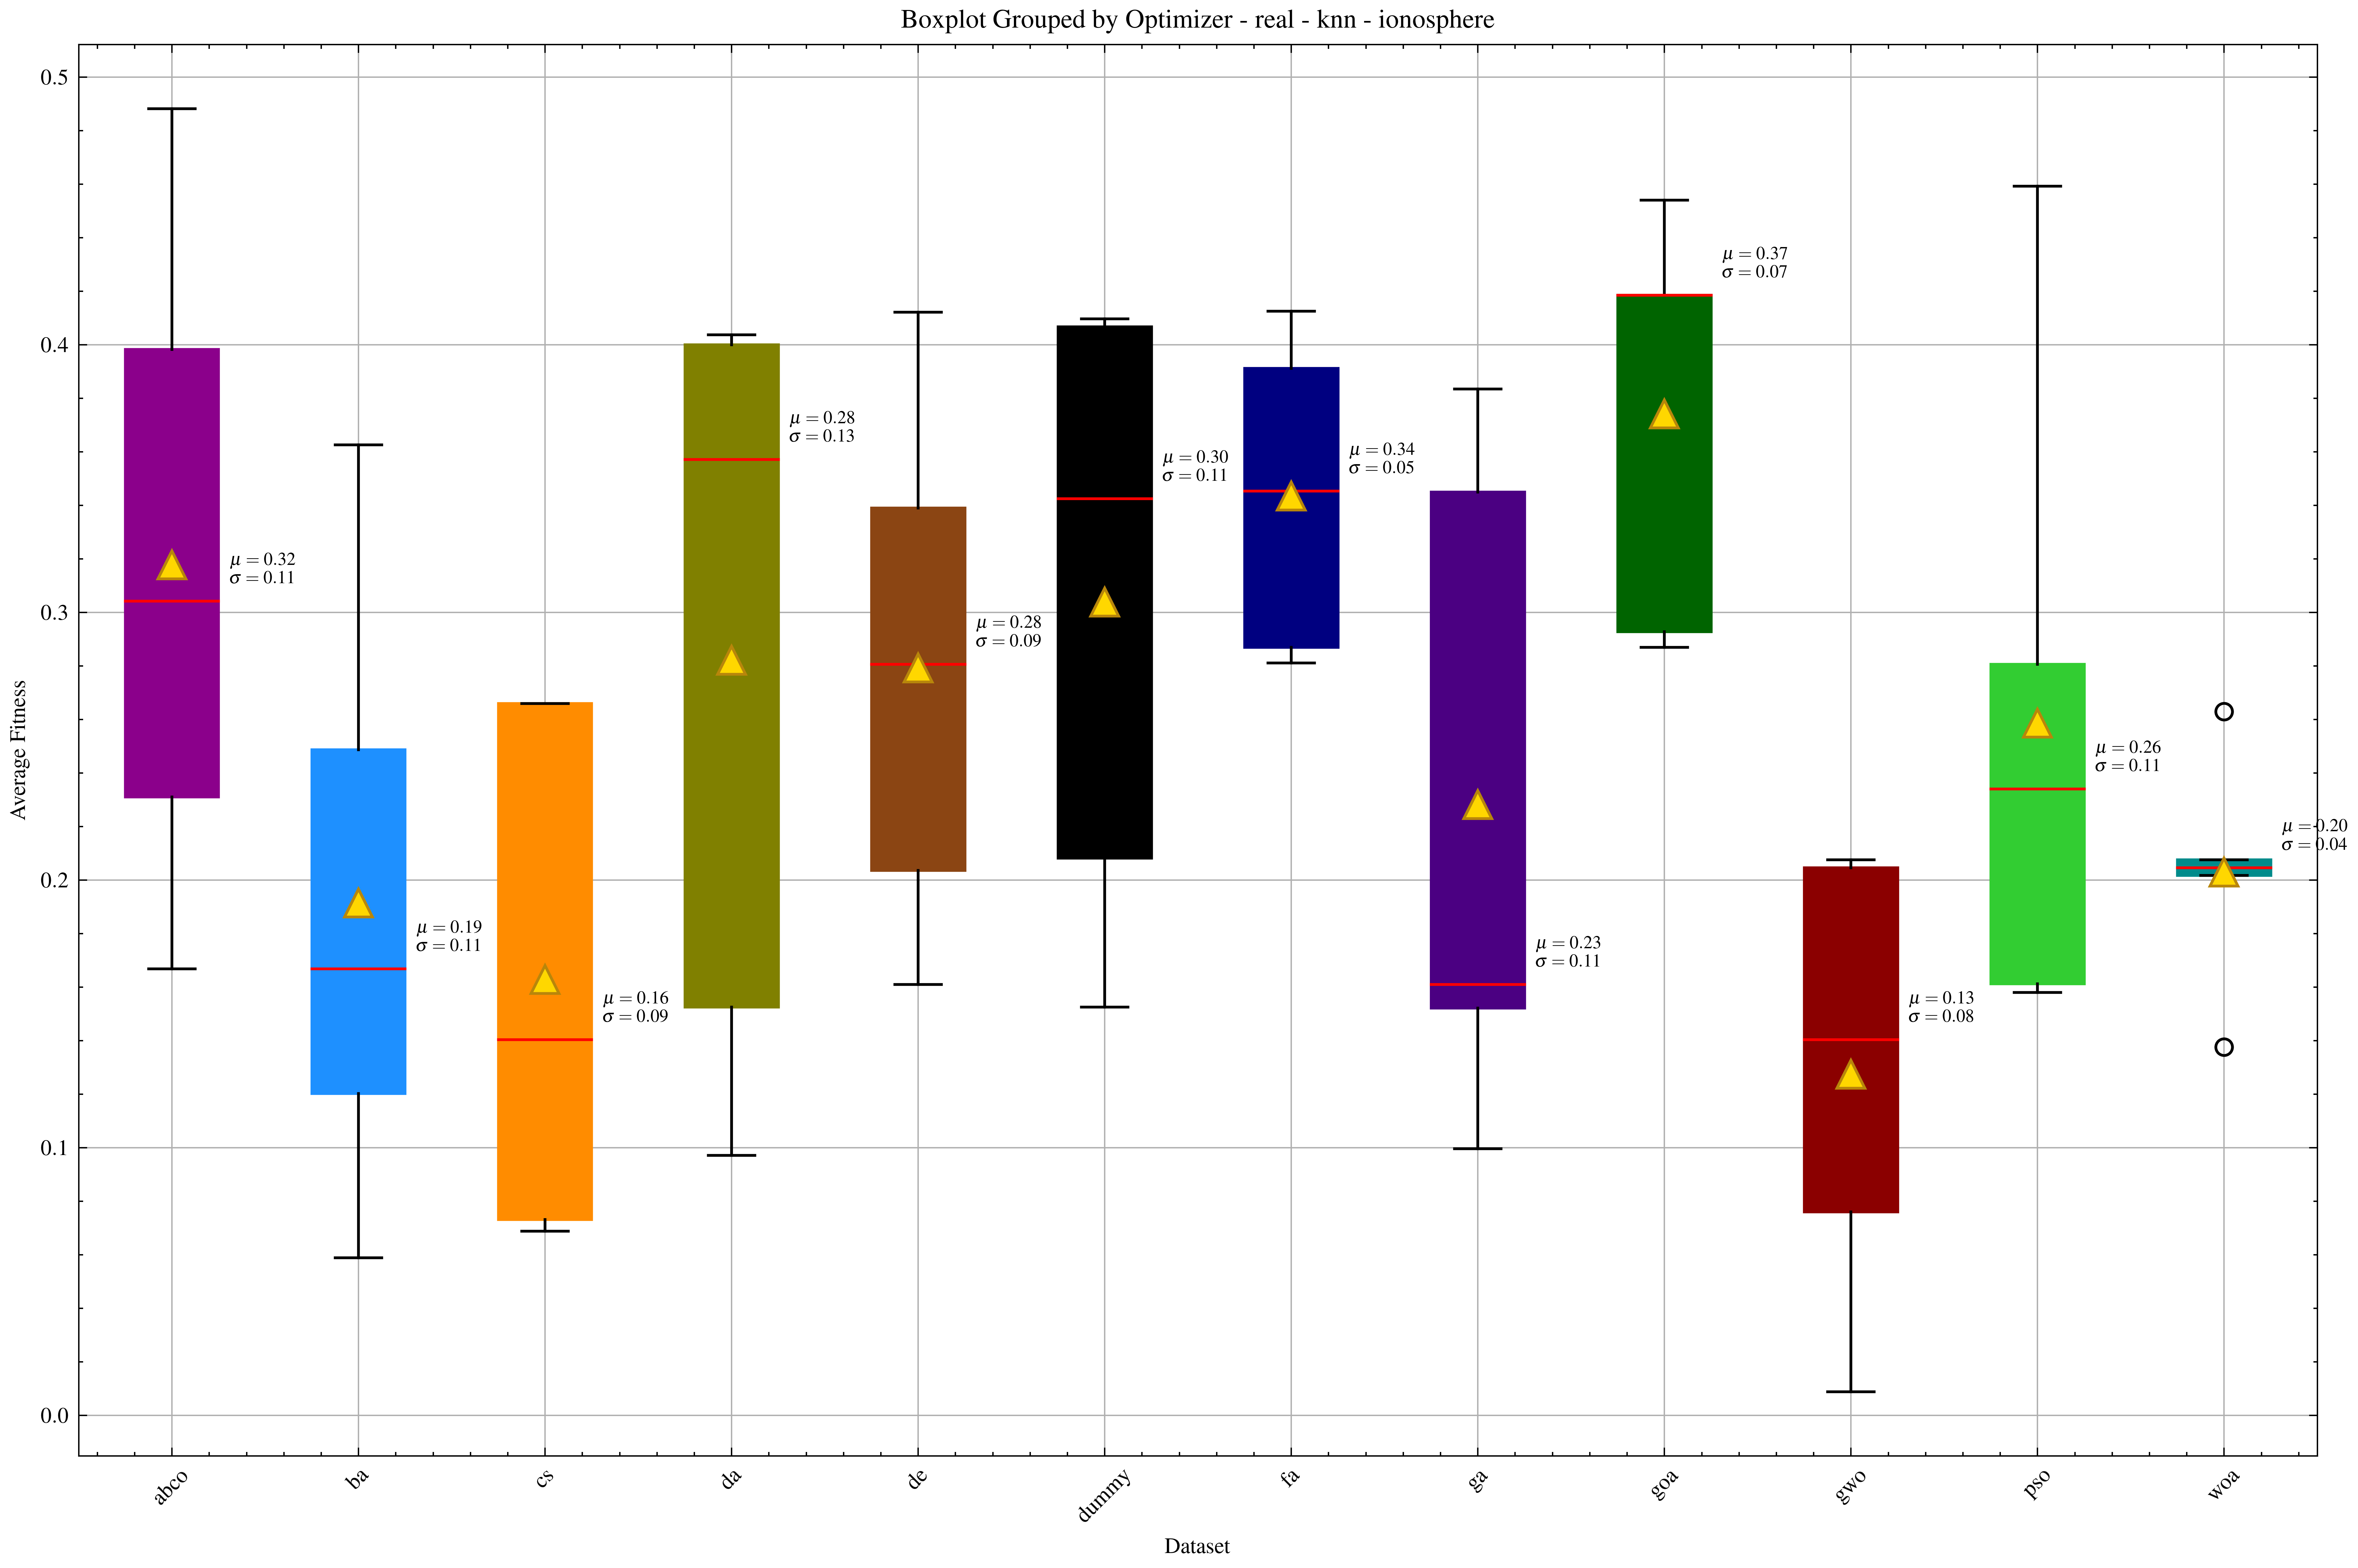 Boxplot Grouped by Optimizer - real - knn - ionosphere
Average Fitness
0.5
0.4
0.3
0.2
0.1
0.0
μ = 0.32
σ = 0.11
μ = 0.19
σ = 0.11
μ = 0.16
σ = 0.09
μ = 0.28
σ = 0.13
μ = 0.28
σ = 0.09
μ = 0.30
σ = 0.11
μ = 0.34
σ = 0.05
μ = 0.23
σ = 0.11
μ = 0.37
σ = 0.07
μ = 0.13
σ = 0.08
μ = 0.26
σ = 0.11
μ = 0.20
σ = 0.04
abco
ba
cs
da
de
dummy
fa
ga
goa
gwo
pso
woa
Dataset